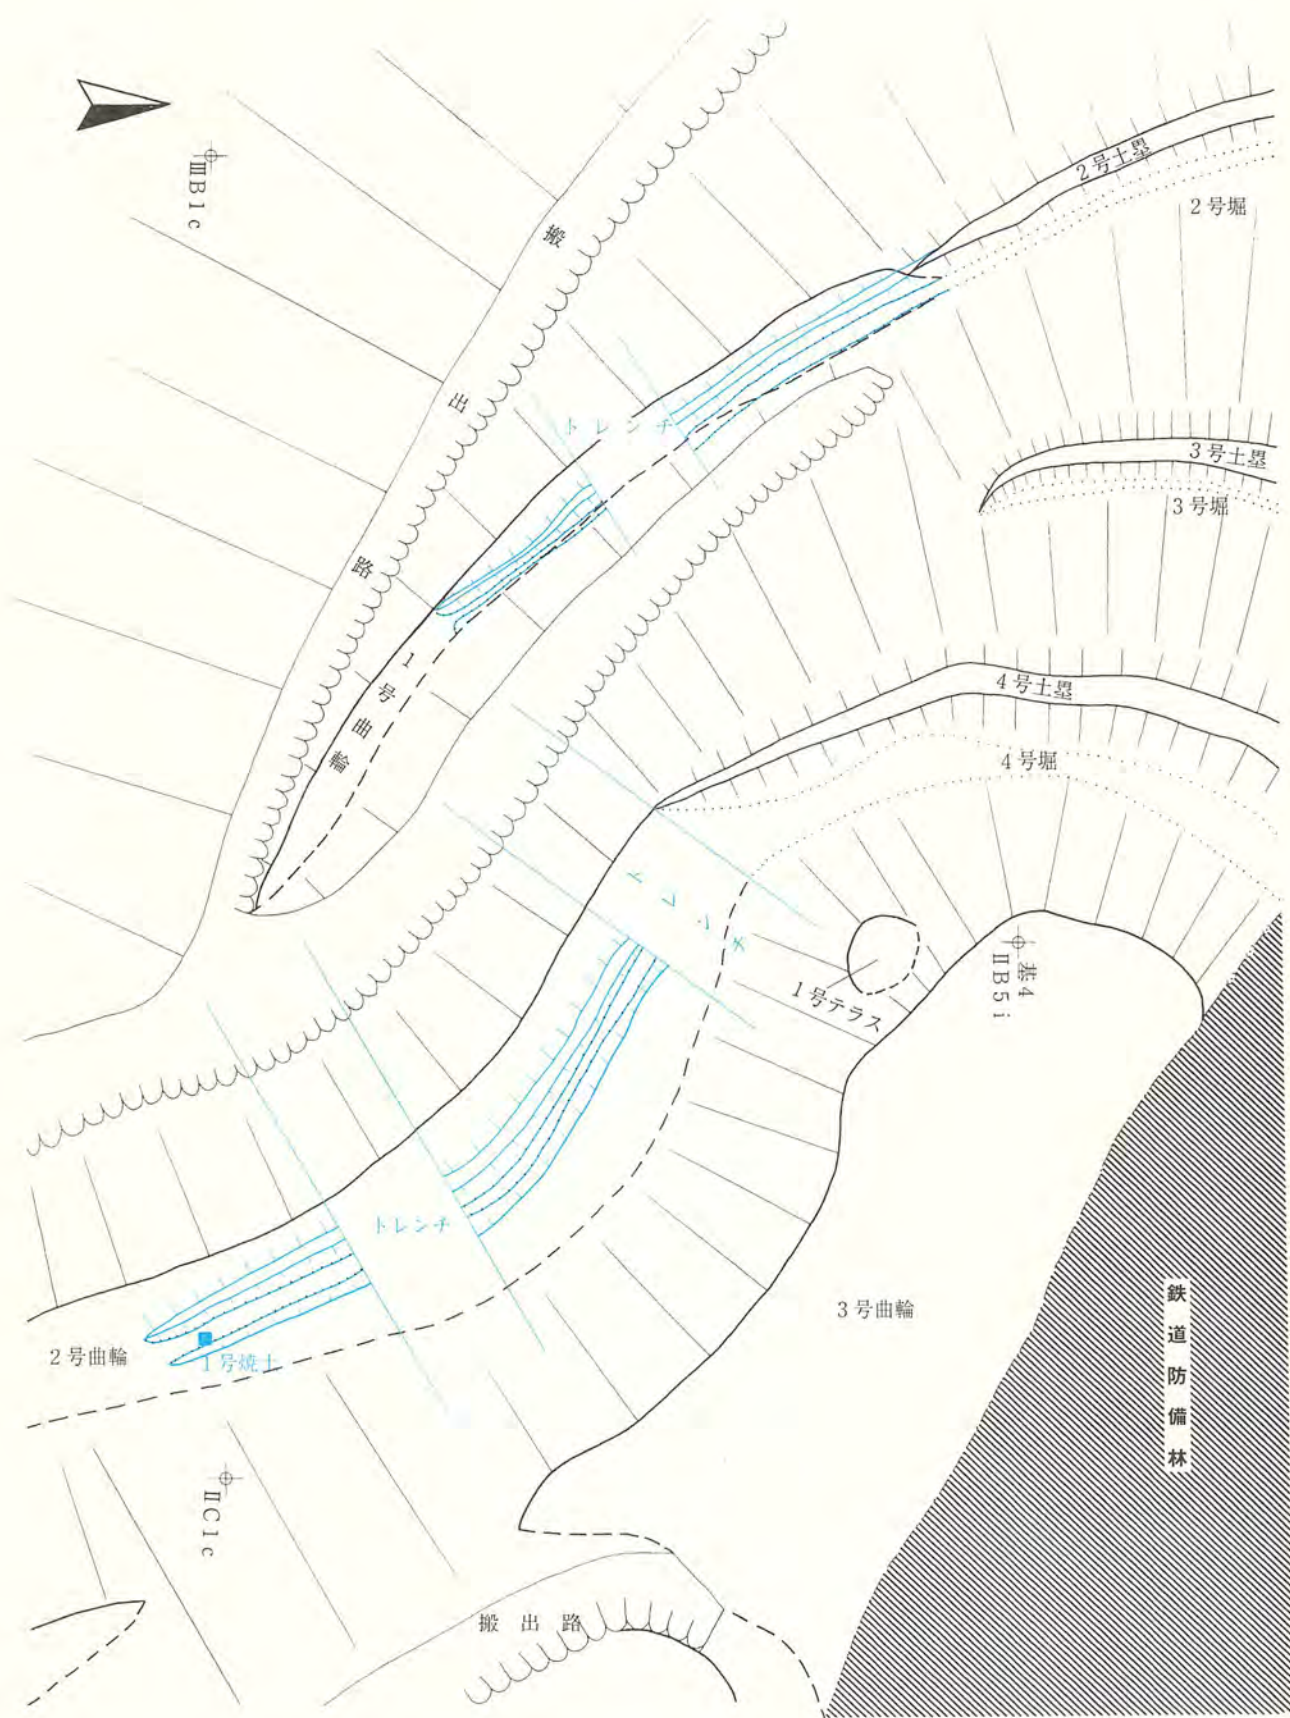 ⅢB1c
搬出路
2号土塁
2号堀
トレンチ
3号土塁
3号堀
1号曲輪
4号土塁
4号堀
トレンチ
1号テラス
基4
ⅡB5i
トレンチ
2号曲輪
1号焼土
3号曲輪
鉄道防備林
ⅡC1c
搬出路